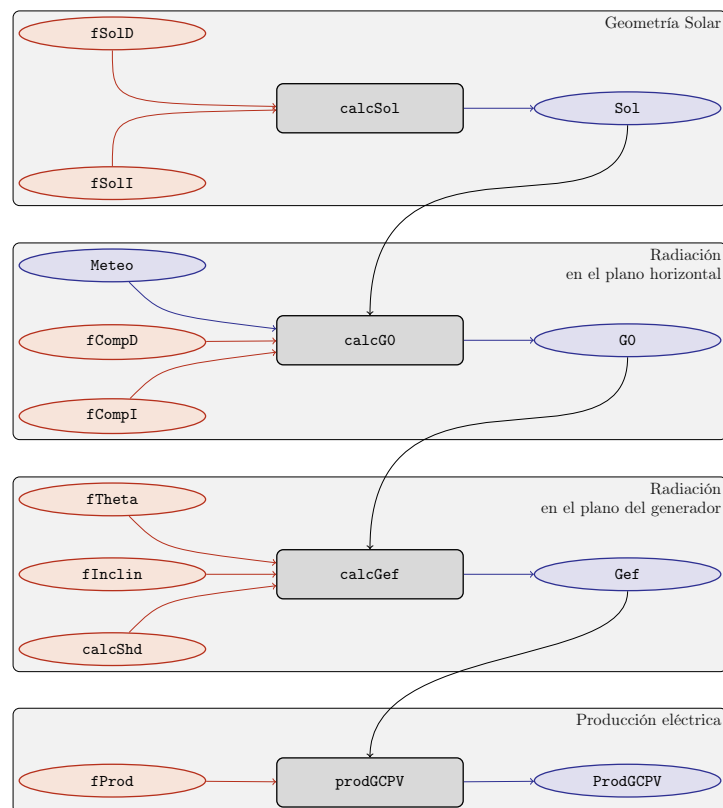 Geometría Solar
fSolD
calcSol
Sol
fSolI
Radiación
en el plano horizontal
Meteo
fCompD
calcG0
G0
fCompI
Radiación
en el plano del generador
fTheta
fInclin
calcGef
Gef
calcShd
Producción eléctrica
fProd
prodGCPV
ProdGCPV